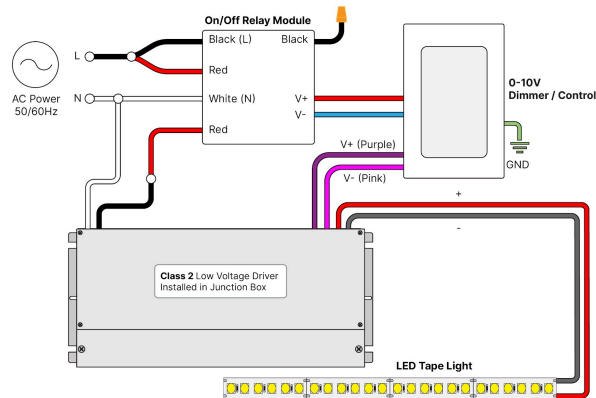 On/Off Relay Module
Black (L)
Black
L
Red
0-10V
Dimmer / Control
AC Power
50/60Hz
N
White (N)
V+
V-
Red
GND
V+ (Purple)
V- (Pink)
+
-
Class 2 Low Voltage Driver
Installed in Junction Box
LED Tape Light